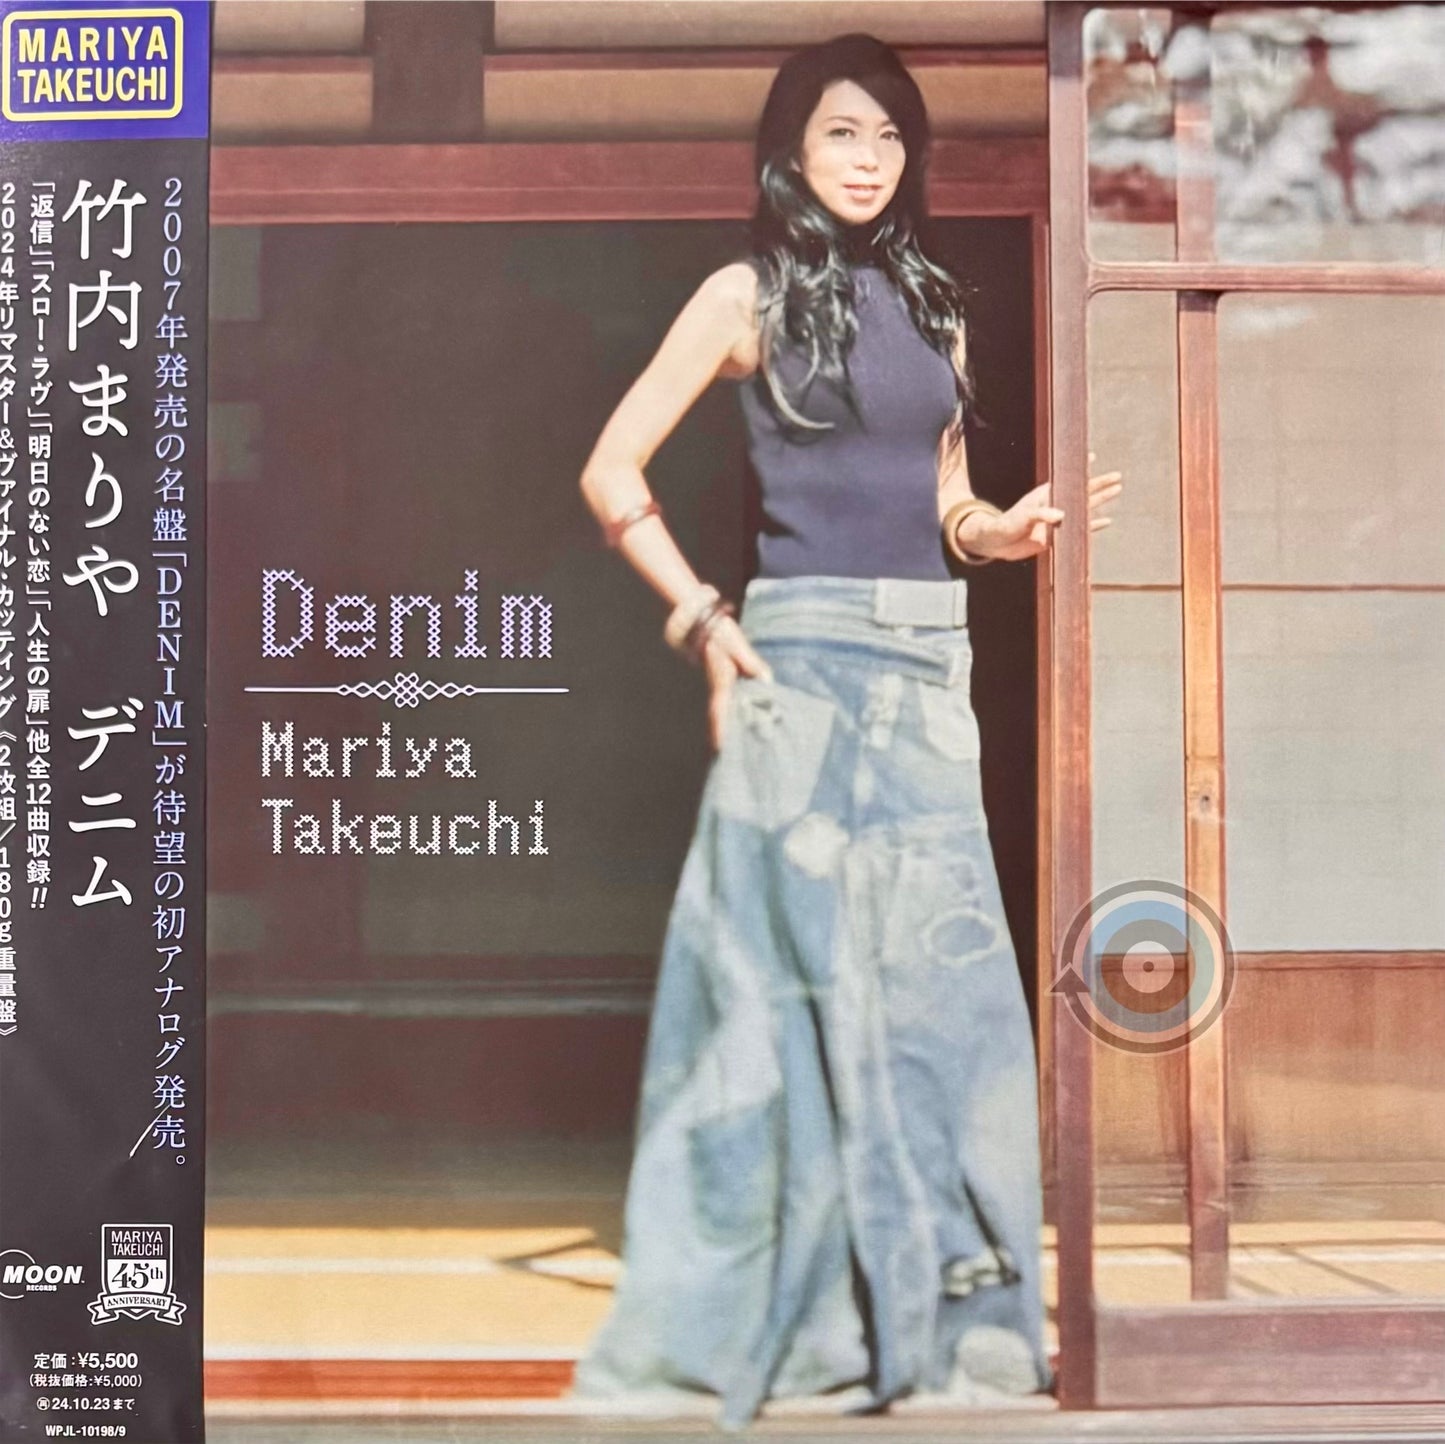 MARIYA
TAKEUCHI
2007年発売の名盤「DENIM」が待望の初アナログ発売。
竹内まりや デニム
「返信」「スロー・ラヴ」「明日のない恋」「人生の扉」他全12曲収録!!
2024年リマスター&ヴァイナル・カッティング《2枚組/180g重量盤》
Denim
Mariya
Takeuchi
MOON
RECORDS
MARIYA
TAKEUCHI
45th
ANNIVERSARY
定価:¥5,500
(税抜価格:¥5,000)
㊞24.10.23まで
WPJL-10198/9